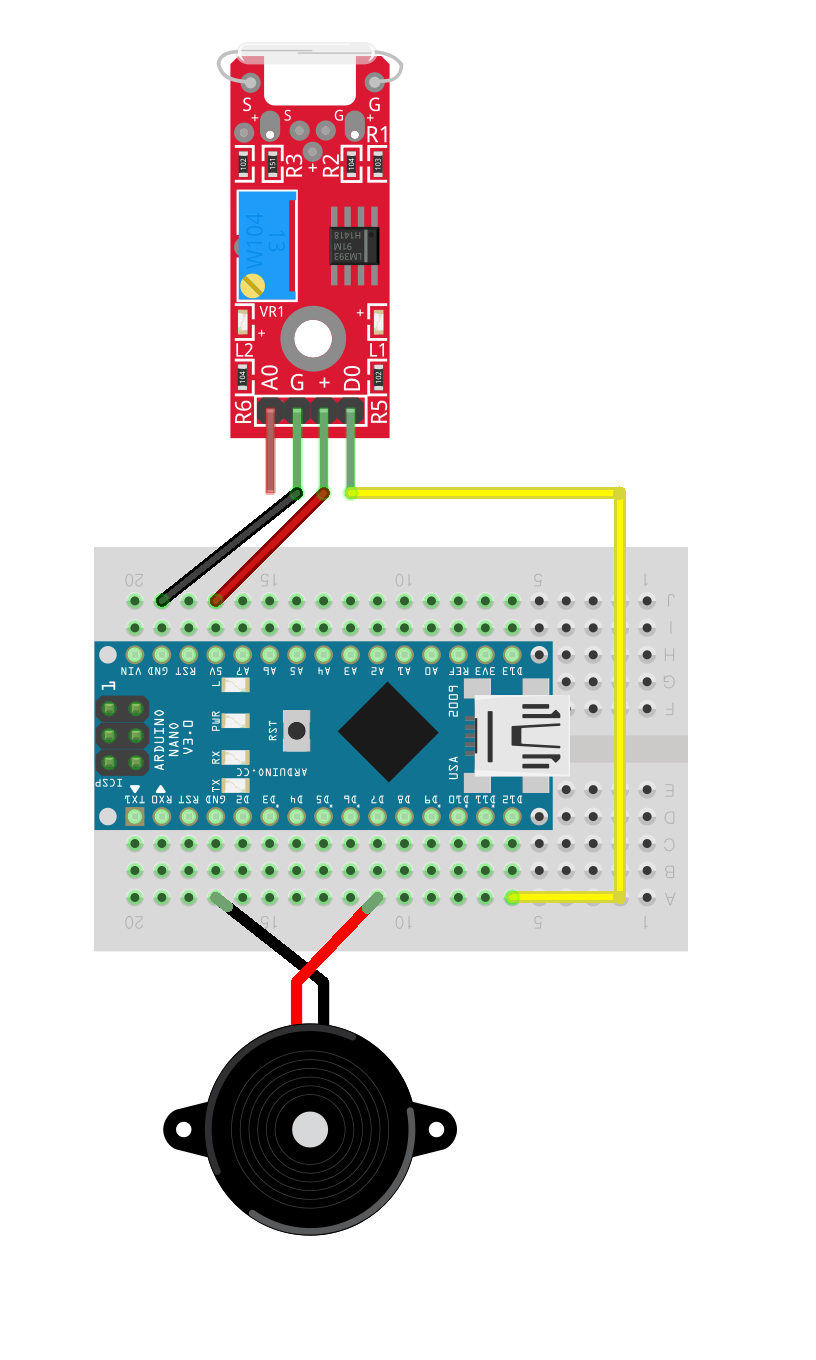 S G
+ S G +
R1
102 151 R3 + R2 104 103
W104
13
LM393
91M
H1418
VR1 +
+
L2 L1
104 A0 G + D0 102
R6 R5
20 15 10 5 1
J
I
H
G
F
VIN GND RST 5V A7 A6 A5 A4 A3 A2 A1 A0 REF 3V3 D13
1
L
PWR
RX
TX
RST
ARDUINO
NANO
V3.0
ARDUINO.CC
ICSP
USA
TX1 RX0 RST GND D2 D3 D4 D5 D6 D7 D8 D9 D10 D11 D12
E
D
C
B
A
20 15 10 5 1